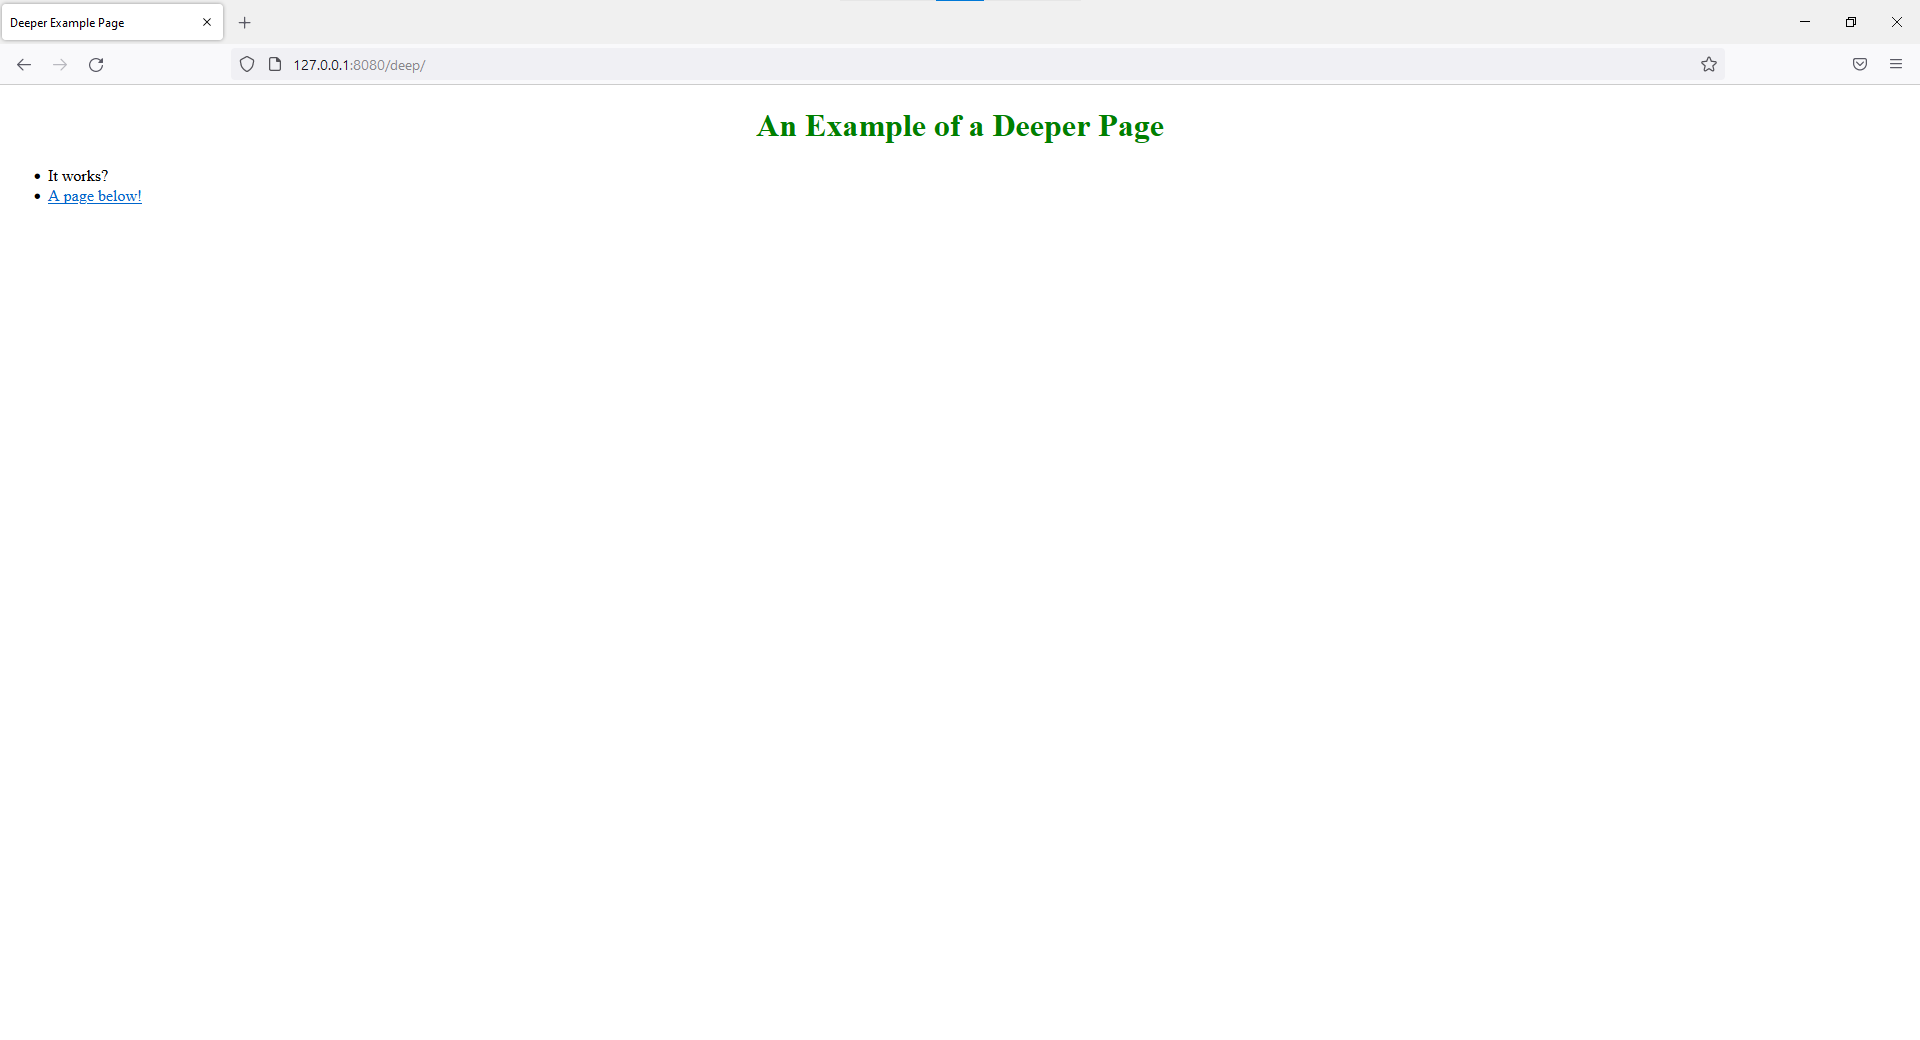 Deeper Example Page
127.0.0.1:8080/deep/
An Example of a Deeper Page
It works?
A page below!